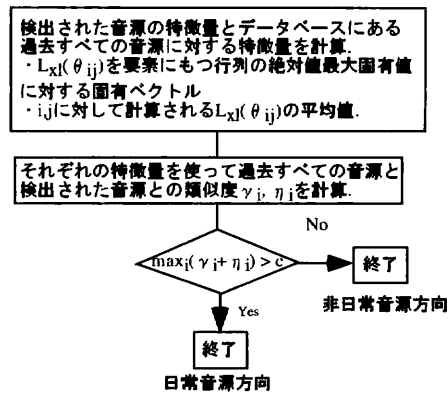 検出された音源の特徴量とデータベースにある
過去すべての音源に対する特徴量を計算.
・Lxl(θij)を要素にもつ行列の絶対値最大固有値
に対する固有ベクトル
・i,jに対して計算されるLxl(θij)の平均値.
それぞれの特徴量を使って過去すべての音源と
検出された音源との類似度γi, ηiを計算.
No
maxi(γi+ηi)>c
終了
非日常音源方向
Yes
終了
日常音源方向